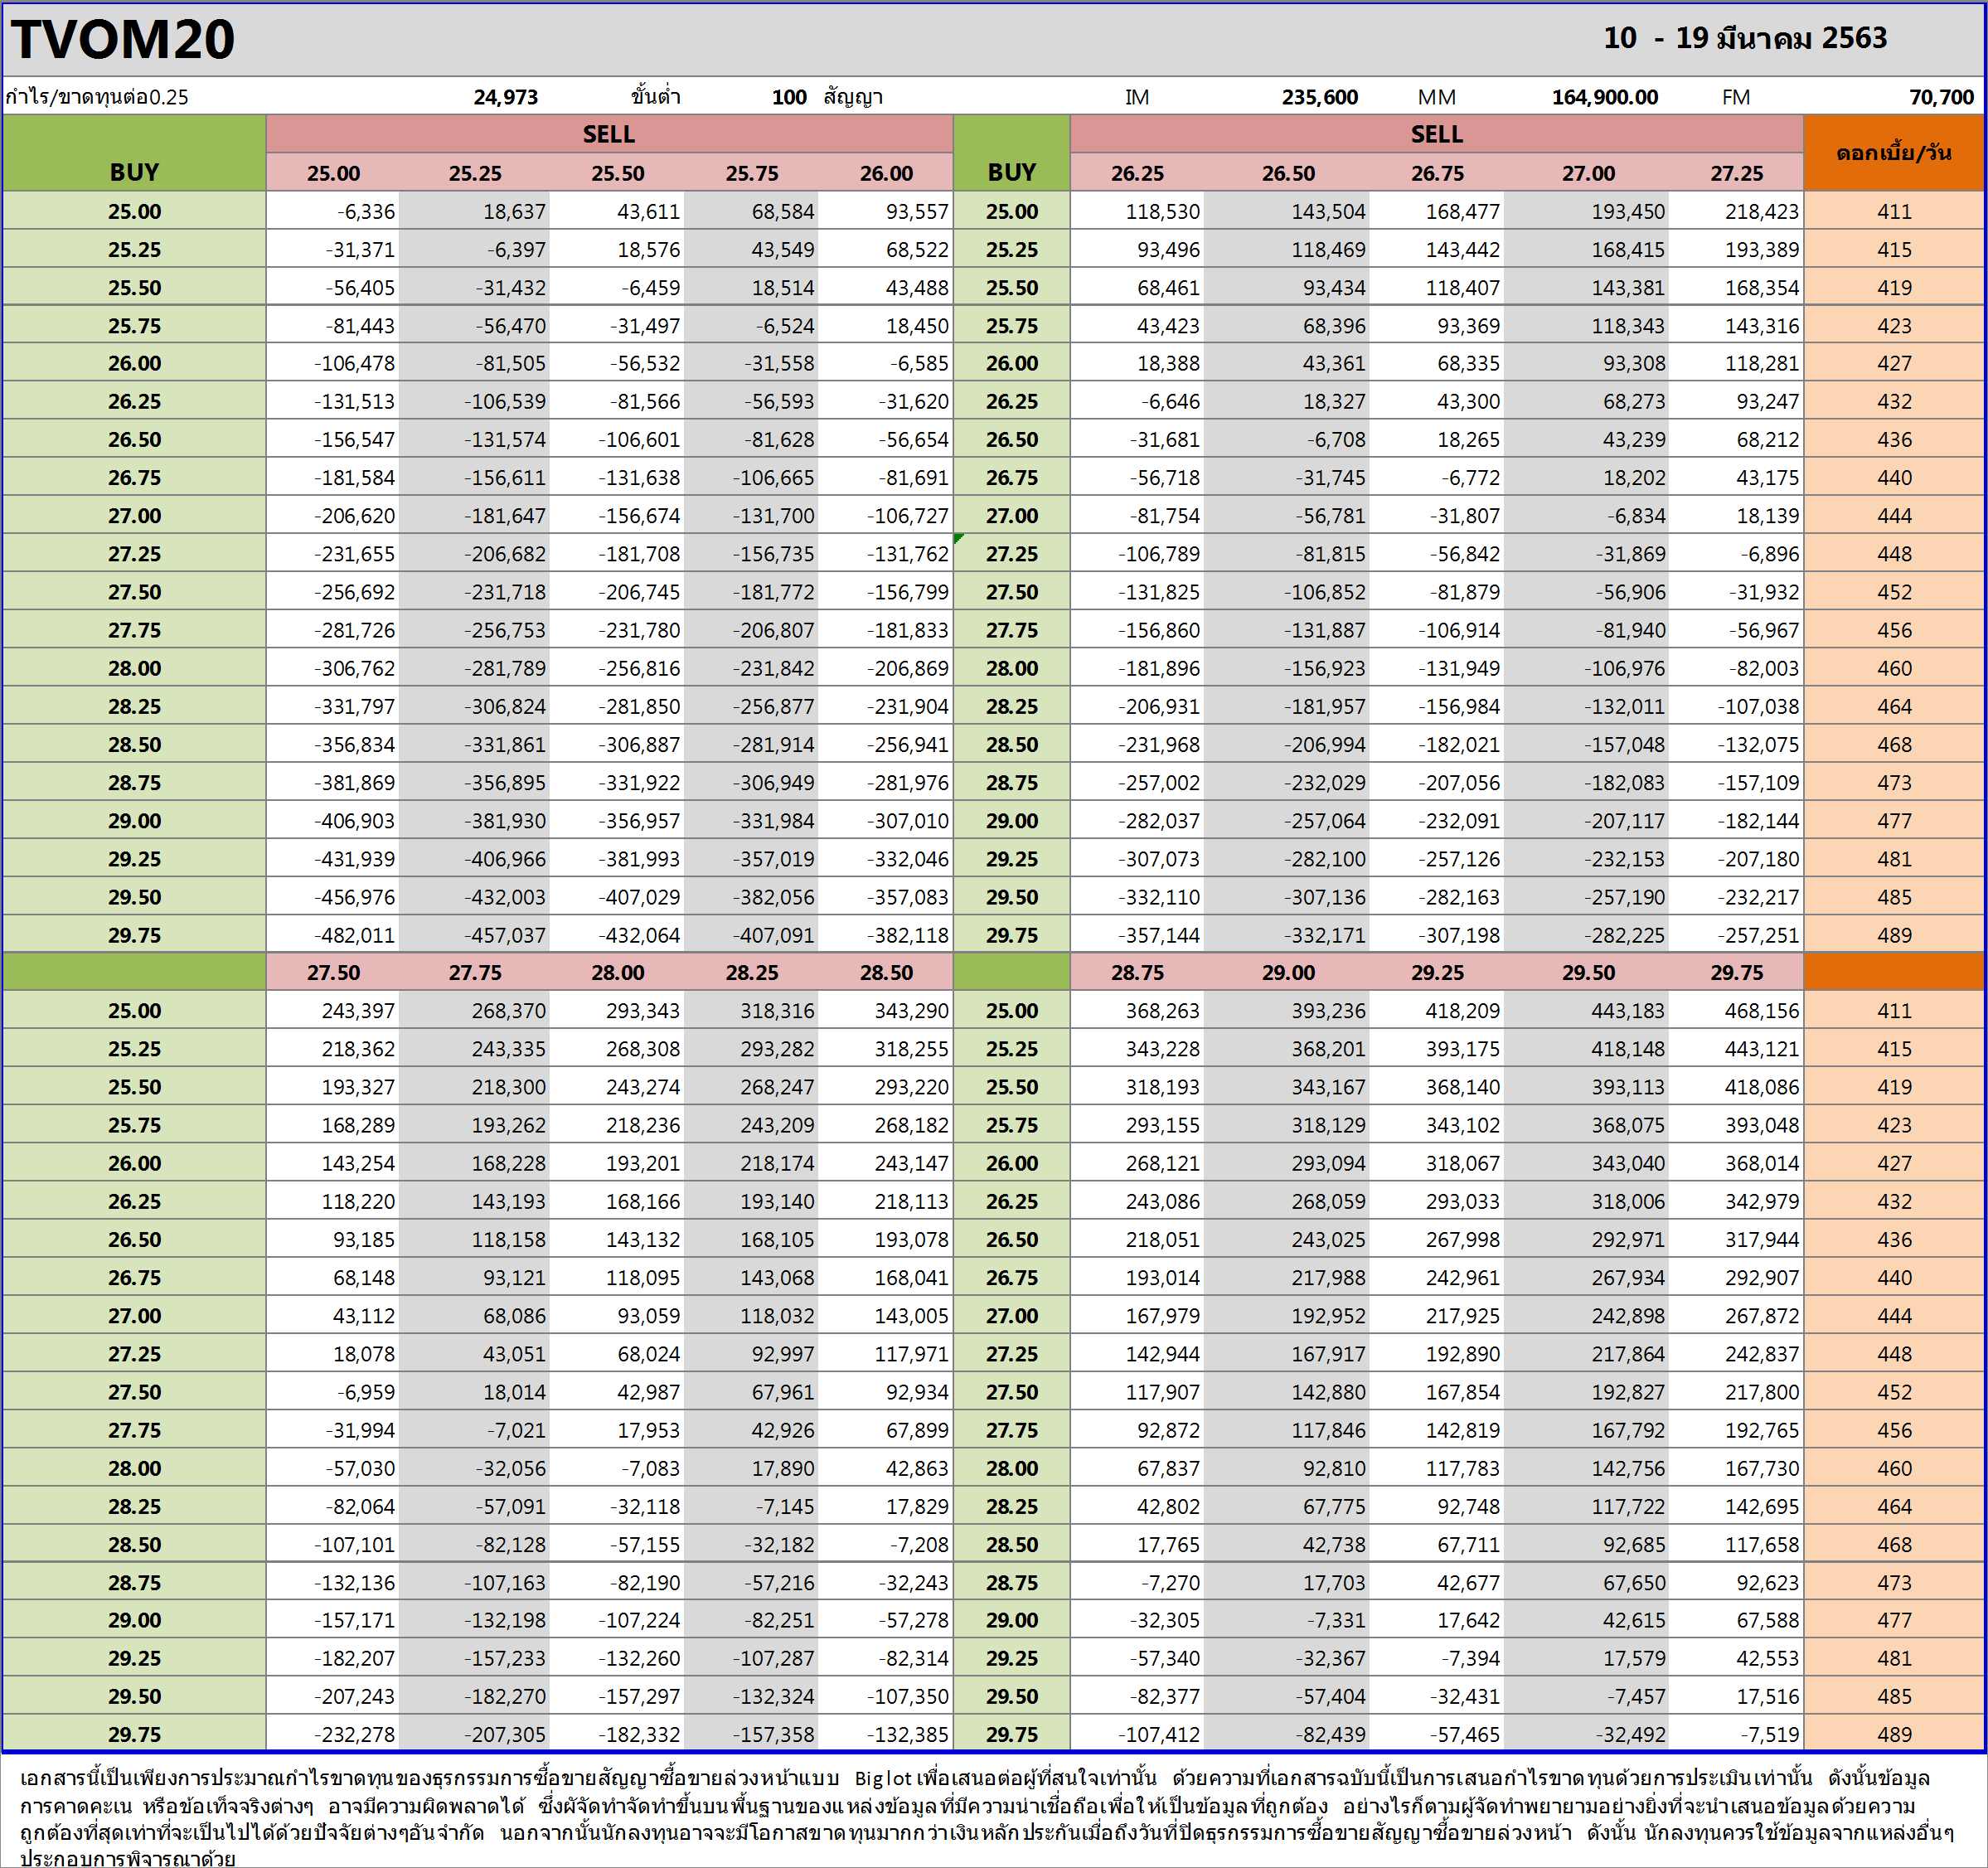 TVOM20 10 - 19 มีนาคม 2563
กำไร/ขาดทุนต่อ0.25 24,973 ขั้นต่ำ 100 สัญญา IM 235,600 MM 164,900.00 FM 70,700
SELL SELL
BUY 25.00 25.25 25.50 25.75 26.00 BUY 26.25 26.50 26.75 27.00 27.25 ดอกเบี้ย/วัน
25.00 -6,336 18,637 43,611 68,584 93,557 25.00 118,530 143,504 168,477 193,450 218,423 411
25.25 -31,371 -6,397 18,576 43,549 68,522 25.25 93,496 118,469 143,442 168,415 193,389 415
25.50 -56,405 -31,432 -6,459 18,514 43,488 25.50 68,461 93,434 118,407 143,381 168,354 419
25.75 -81,443 -56,470 -31,497 -6,524 18,450 25.75 43,423 68,396 93,369 118,343 143,316 423
26.00 -106,478 -81,505 -56,532 -31,558 -6,585 26.00 18,388 43,361 68,335 93,308 118,281 427
26.25 -131,513 -106,539 -81,566 -56,593 -31,620 26.25 -6,646 18,327 43,300 68,273 93,247 432
26.50 -156,547 -131,574 -106,601 -81,628 -56,654 26.50 -31,681 -6,708 18,265 43,239 68,212 436
26.75 -181,584 -156,611 -131,638 -106,665 -81,691 26.75 -56,718 -31,745 -6,772 18,202 43,175 440
27.00 -206,620 -181,647 -156,674 -131,700 -106,727 27.00 -81,754 -56,781 -31,807 -6,834 18,139 444
27.25 -231,655 -206,682 -181,708 -156,735 -131,762 27.25 -106,789 -81,815 -56,842 -31,869 -6,896 448
27.50 -256,692 -231,718 -206,745 -181,772 -156,799 27.50 -131,825 -106,852 -81,879 -56,906 -31,932 452
27.75 -281,726 -256,753 -231,780 -206,807 -181,833 27.75 -156,860 -131,887 -106,914 -81,940 -56,967 456
28.00 -306,762 -281,789 -256,816 -231,842 -206,869 28.00 -181,896 -156,923 -131,949 -106,976 -82,003 460
28.25 -331,797 -306,824 -281,850 -256,877 -231,904 28.25 -206,931 -181,957 -156,984 -132,011 -107,038 464
28.50 -356,834 -331,861 -306,887 -281,914 -256,941 28.50 -231,968 -206,994 -182,021 -157,048 -132,075 468
28.75 -381,869 -356,895 -331,922 -306,949 -281,976 28.75 -257,002 -232,029 -207,056 -182,083 -157,109 473
29.00 -406,903 -381,930 -356,957 -331,984 -307,010 29.00 -282,037 -257,064 -232,091 -207,117 -182,144 477
29.25 -431,939 -406,966 -381,993 -357,019 -332,046 29.25 -307,073 -282,100 -257,126 -232,153 -207,180 481
29.50 -456,976 -432,003 -407,029 -382,056 -357,083 29.50 -332,110 -307,136 -282,163 -257,190 -232,217 485
29.75 -482,011 -457,037 -432,064 -407,091 -382,118 29.75 -357,144 -332,171 -307,198 -282,225 -257,251 489
27.50 27.75 28.00 28.25 28.50 28.75 29.00 29.25 29.50 29.75
25.00 243,397 268,370 293,343 318,316 343,290 25.00 368,263 393,236 418,209 443,183 468,156 411
25.25 218,362 243,335 268,308 293,282 318,255 25.25 343,228 368,201 393,175 418,148 443,121 415
25.50 193,327 218,300 243,274 268,247 293,220 25.50 318,193 343,167 368,140 393,113 418,086 419
25.75 168,289 193,262 218,236 243,209 268,182 25.75 293,155 318,129 343,102 368,075 393,048 423
26.00 143,254 168,228 193,201 218,174 243,147 26.00 268,121 293,094 318,067 343,040 368,014 427
26.25 118,220 143,193 168,166 193,140 218,113 26.25 243,086 268,059 293,033 318,006 342,979 432
26.50 93,185 118,158 143,132 168,105 193,078 26.50 218,051 243,025 267,998 292,971 317,944 436
26.75 68,148 93,121 118,095 143,068 168,041 26.75 193,014 217,988 242,961 267,934 292,907 440
27.00 43,112 68,086 93,059 118,032 143,005 27.00 167,979 192,952 217,925 242,898 267,872 444
27.25 18,078 43,051 68,024 92,997 117,971 27.25 142,944 167,917 192,890 217,864 242,837 448
27.50 -6,959 18,014 42,987 67,961 92,934 27.50 117,907 142,880 167,854 192,827 217,800 452
27.75 -31,994 -7,021 17,953 42,926 67,899 27.75 92,872 117,846 142,819 167,792 192,765 456
28.00 -57,030 -32,056 -7,083 17,890 42,863 28.00 67,837 92,810 117,783 142,756 167,730 460
28.25 -82,064 -57,091 -32,118 -7,145 17,829 28.25 42,802 67,775 92,748 117,722 142,695 464
28.50 -107,101 -82,128 -57,155 -32,182 -7,208 28.50 17,765 42,738 67,711 92,685 117,658 468
28.75 -132,136 -107,163 -82,190 -57,216 -32,243 28.75 -7,270 17,703 42,677 67,650 92,623 473
29.00 -157,171 -132,198 -107,224 -82,251 -57,278 29.00 -32,305 -7,331 17,642 42,615 67,588 477
29.25 -182,207 -157,233 -132,260 -107,287 -82,314 29.25 -57,340 -32,367 -7,394 17,579 42,553 481
29.50 -207,243 -182,270 -157,297 -132,324 -107,350 29.50 -82,377 -57,404 -32,431 -7,457 17,516 485
29.75 -232,278 -207,305 -182,332 -157,358 -132,385 29.75 -107,412 -82,439 -57,465 -32,492 -7,519 489
เอกสารนี้เป็นเพียงการประมาณกำไรขาดทุนของธุรกรรมการซื้อขายสัญญาซื้อขายล่วงหน้าแบบ Biglot เพื่อเสนอต่อผู้ที่สนใจเท่านั้น ด้วยความที่เอกสารฉบับนี้เป็นการเสนอกำไรขาดทุนด้วยการประเมินเท่านั้น ดังนั้นข้อมูล
การคาดคะเน หรือข้อเท็จจริงต่างๆ อาจมีความผิดพลาดได้ ซึ่งผัจัดทำจัดทำขึ้นบนพื้นฐานของแหล่งข้อมูลที่มีความน่าเชื่อถือเพื่อให้เป็นข้อมูลที่ถูกต้อง อย่างไรก็ตามผู้จัดทำพยายามอย่างยิ่งที่จะนำเสนอข้อมูลด้วยความ
ถูกต้องที่สุดเท่าที่จะเป็นไปได้ด้วยปัจจัยต่างๆอันจำกัด นอกจากนั้นนักลงทุนอาจจะมีโอกาสขาดทุนมากกว่าเงินหลักประกันเมื่อถึงวันที่ปิดธุรกรรมการซื้อขายสัญญาซื้อขายล่วงหน้า ดังนั้น นักลงทุนควรใช้ข้อมูลจากแหล่งอื่นๆ
ประกอบการพิจารณาด้วย